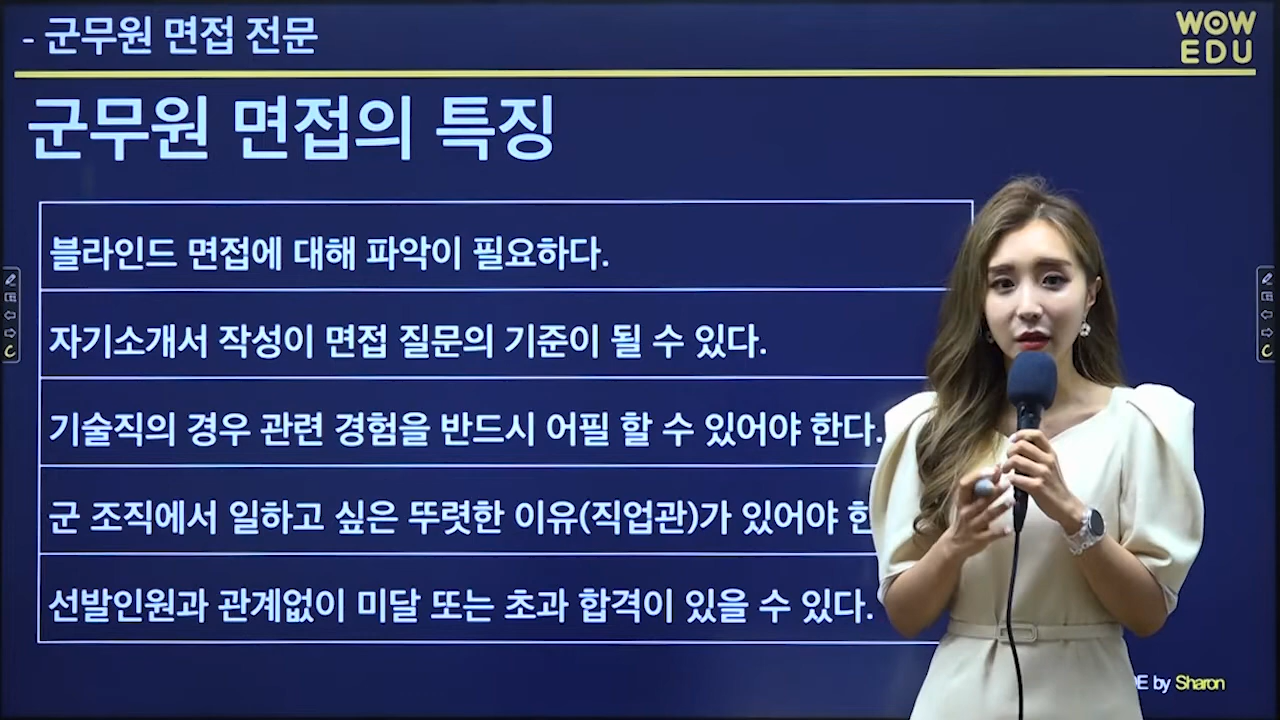 - 군무원 면접 전문
WOW
EDU
군무원 면접의 특징
블라인드 면접에 대해 파악이 필요하다.
자기소개서 작성이 면접 질문의 기준이 될 수 있다.
기술직의 경우 관련 경험을 반드시 어필 할 수 있어야 한다.
군 조직에서 일하고 싶은 뚜렷한 이유(직업관)가 있어야 한
선발인원과 관계없이 미달 또는 초과 합격이 있을 수 있다.
by Sharon